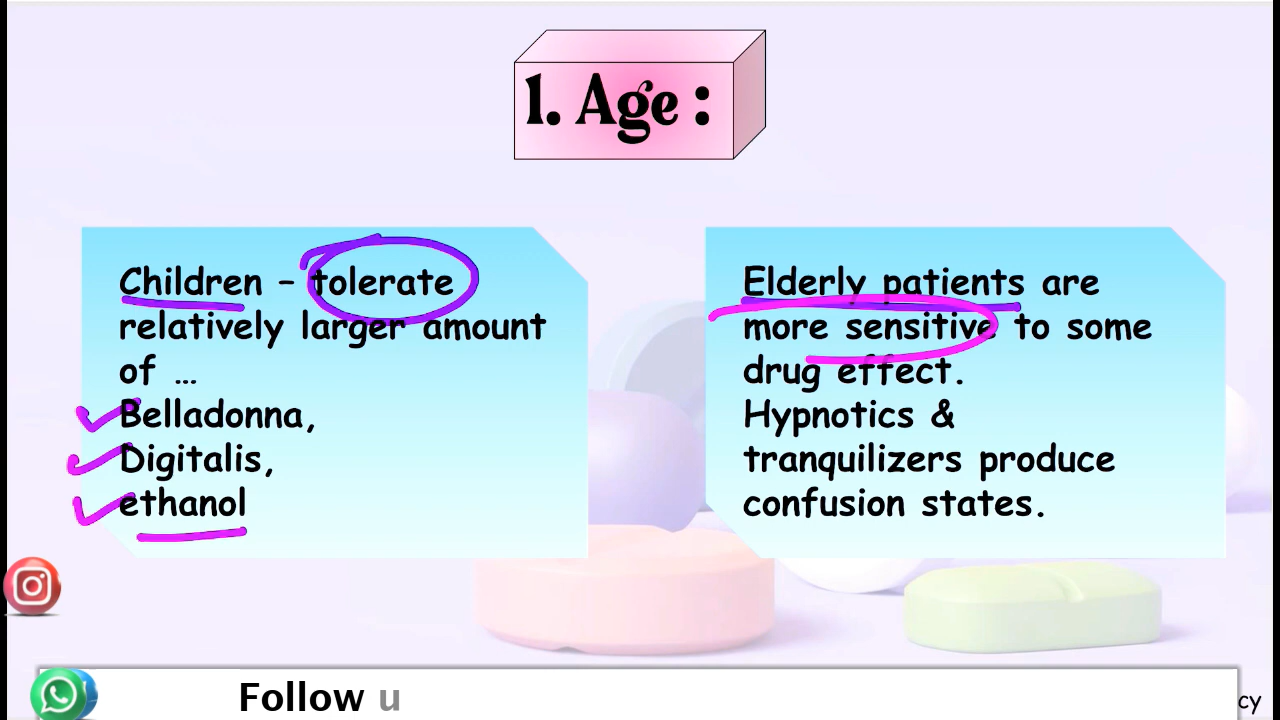 1. Age :
Children – tolerate
relatively larger amount
of ...
Belladonna,
Digitalis,
ethanol
Elderly patients are
more sensitive to some
drug effect.
Hypnotics &
tranquilizers produce
confusion states.
Follow u
cy